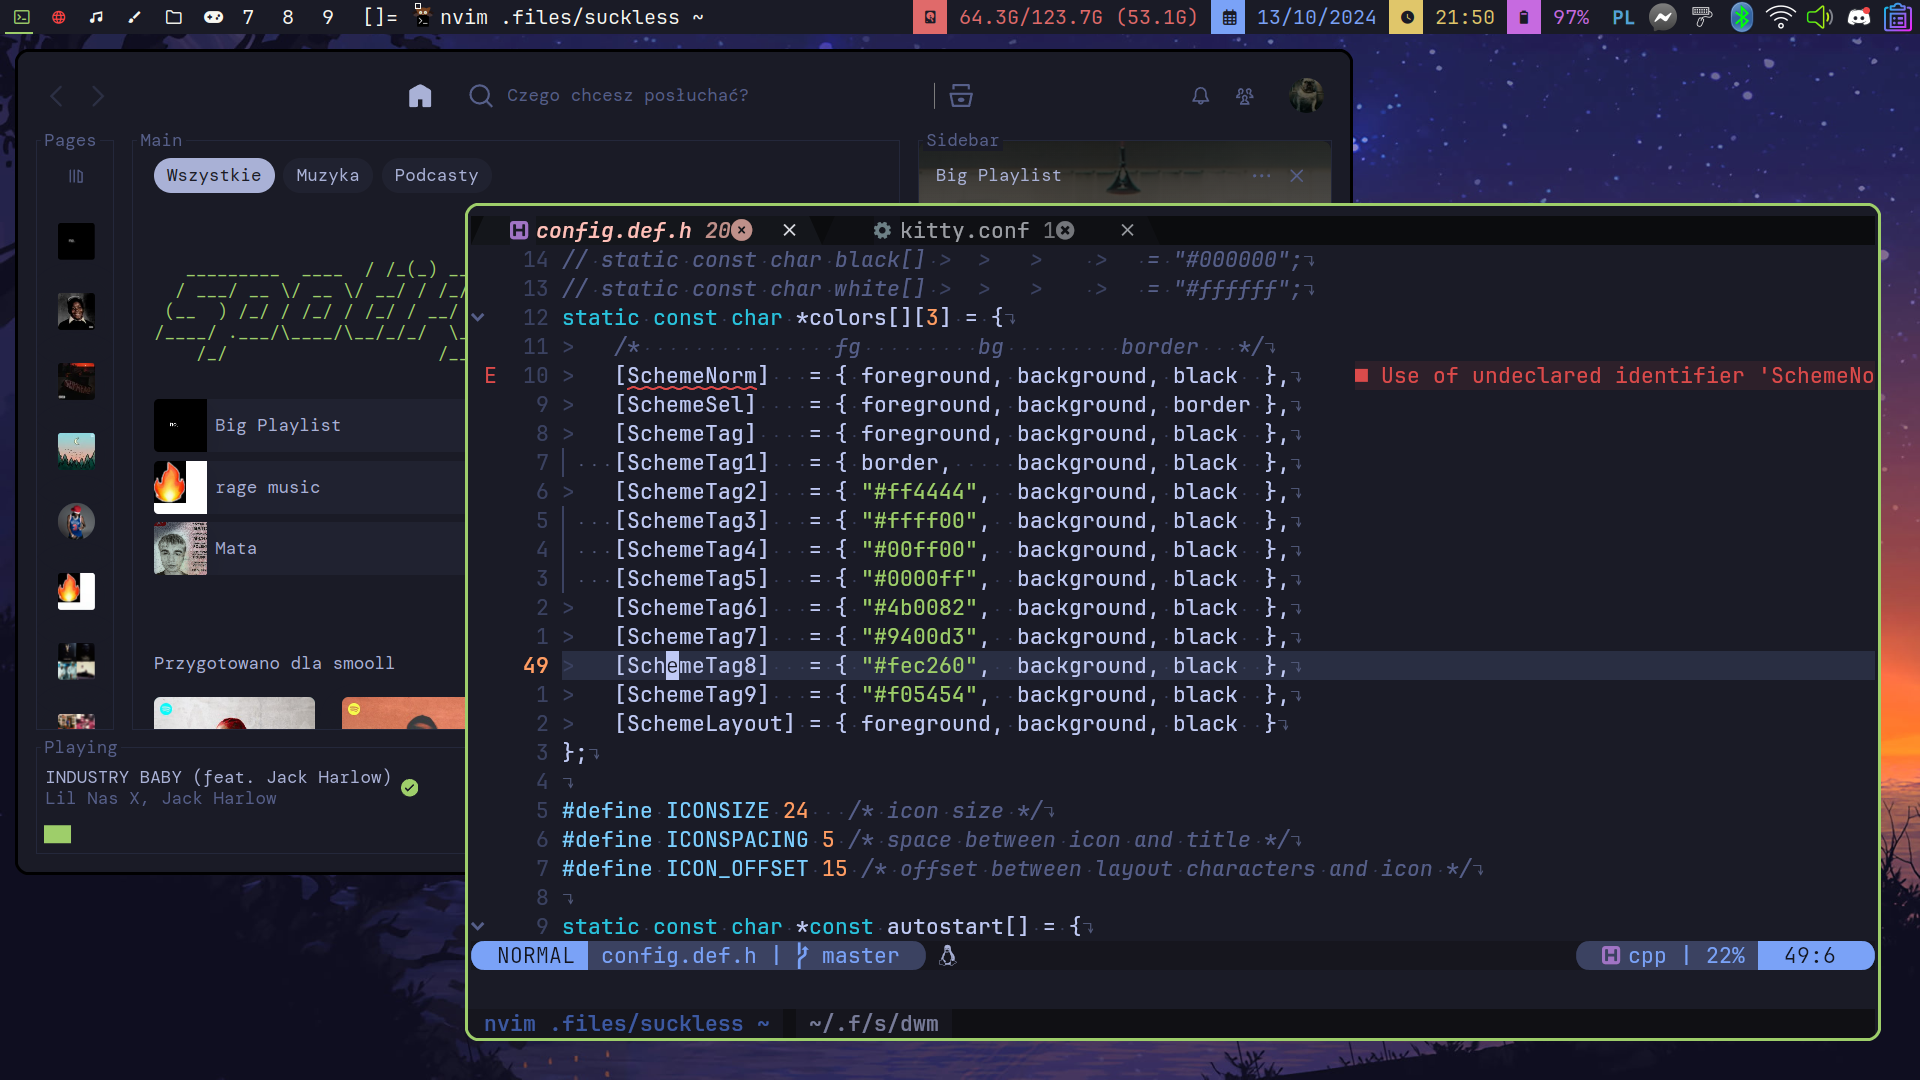 7 8 9 []= nvim .files/suckless ~ 64.3G/123.7G (53.1G) 13/10/2024 21:50 97% PL
Czego chcesz posłuchać?
Pages
Main
Wszystkie Muzyka Podcasty
Big Playlist
rage music
Mata
Przygotowano dla smooll
Sidebar
Big Playlist
Playing
INDUSTRY BABY (feat. Jack Harlow)
Lil Nas X, Jack Harlow
config.def.h 20 kitty.conf 1
14 // static const char black[] > > > > = "#000000";
13 // static const char white[] > > > > = "#ffffff";
12 static const char *colors[][3] = {
11 > /* fg bg border */
E 10 > [SchemeNorm] = { foreground, background, black }, ■ Use of undeclared identifier 'SchemeNo
9 > [SchemeSel] = { foreground, background, border },
8 > [SchemeTag] = { foreground, background, black },
7 [SchemeTag1] = { border, background, black },
6 > [SchemeTag2] = { "#ff4444", background, black },
5 [SchemeTag3] = { "#ffff00", background, black },
4 [SchemeTag4] = { "#00ff00", background, black },
3 [SchemeTag5] = { "#0000ff", background, black },
2 > [SchemeTag6] = { "#4b0082", background, black },
1 > [SchemeTag7] = { "#9400d3", background, black },
49 > [SchemeTag8] = { "#fec260", background, black },
1 > [SchemeTag9] = { "#f05454", background, black },
2 > [SchemeLayout] = { foreground, background, black }
3 };
4
5 #define ICONSIZE 24 /* icon size */
6 #define ICONSPACING 5 /* space between icon and title */
7 #define ICON_OFFSET 15 /* offset between layout characters and icon */
8
9 static const char *const autostart[] = {
NORMAL config.def.h | master cpp | 22% 49:6
nvim .files/suckless ~ ~/.f/s/dwm